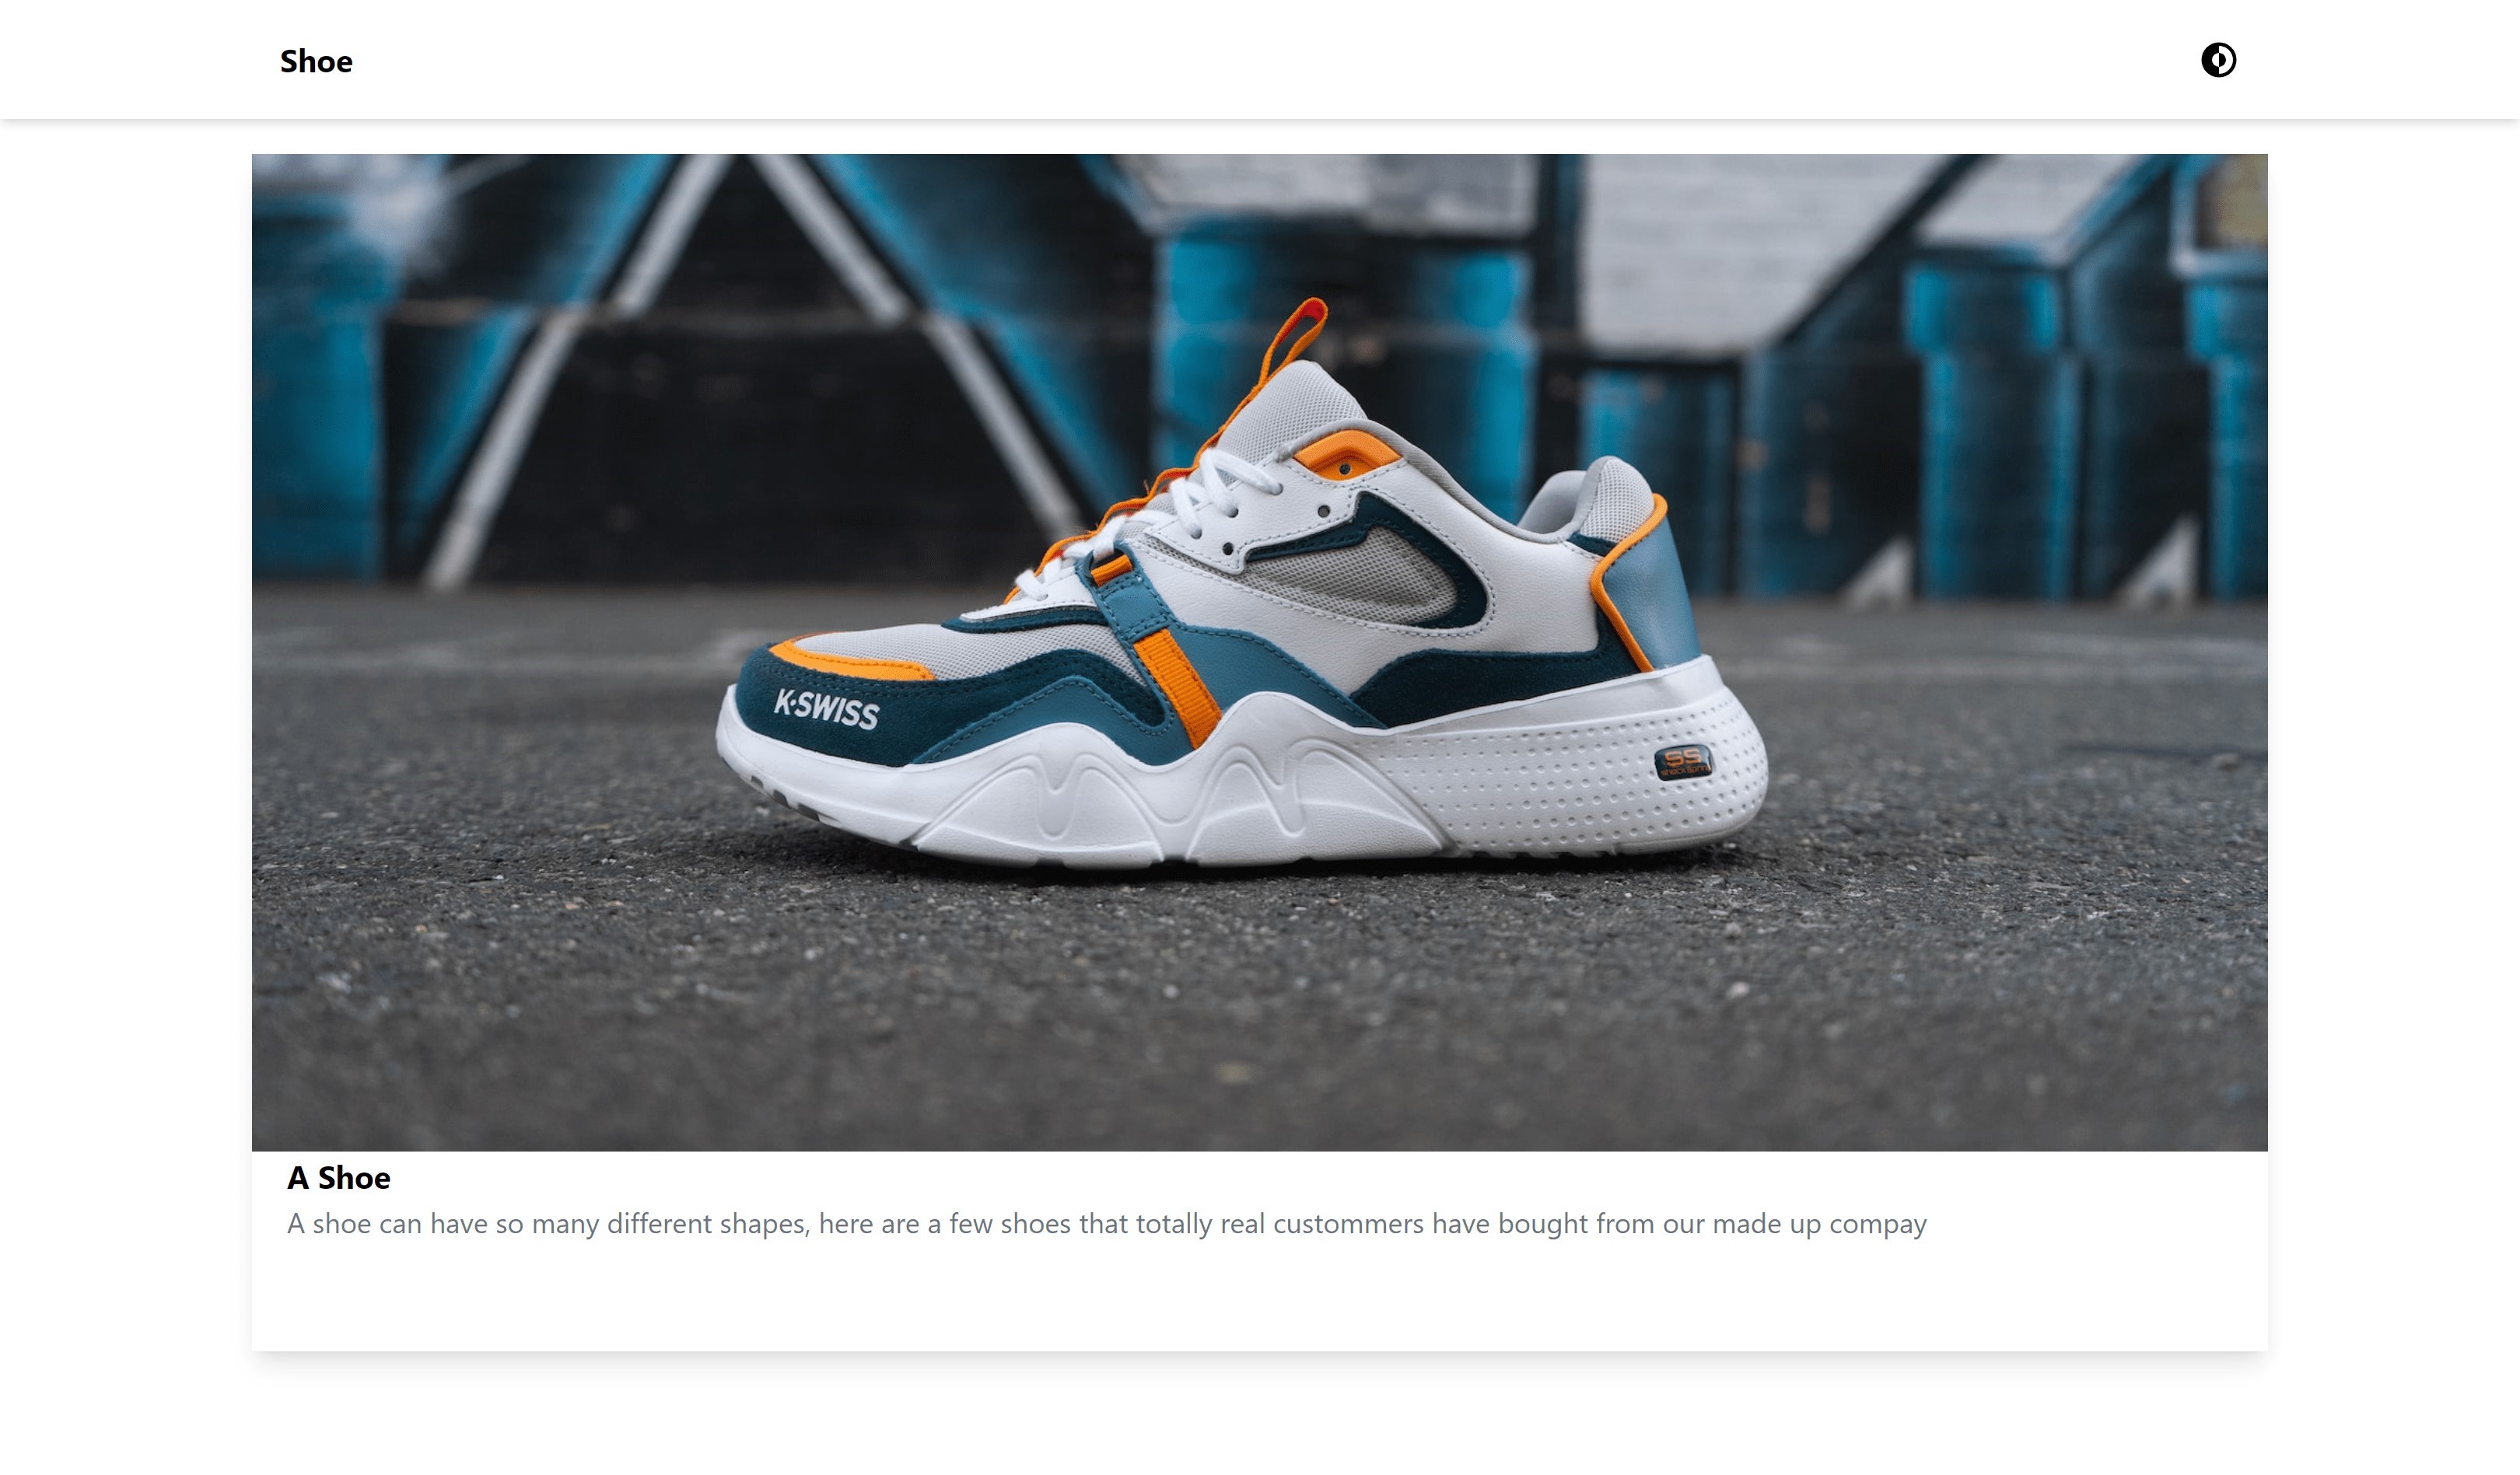 Shoe
K·SWISS
SS
A Shoe
A shoe can have so many different shapes, here are a few shoes that totally real custommers have bought from our made up compay